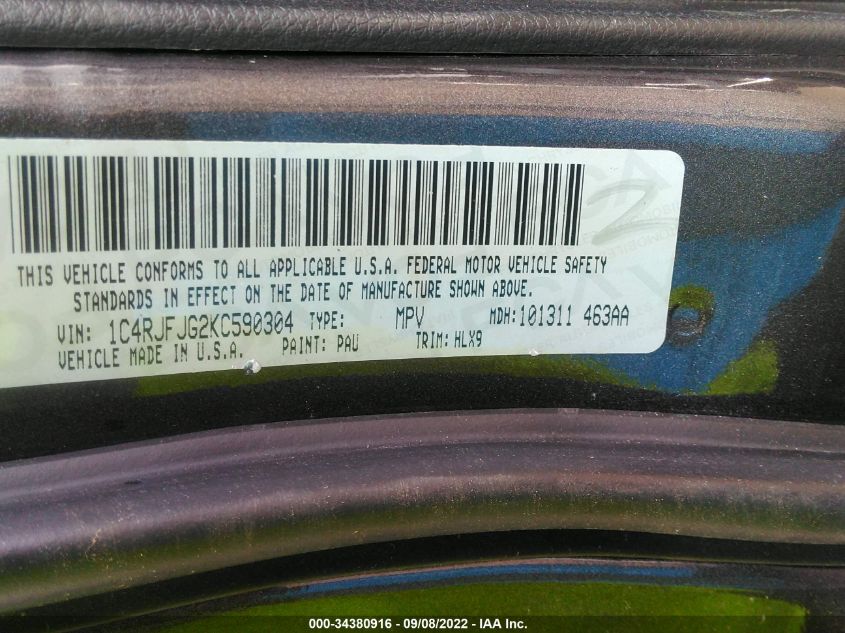 THIS VEHICLE CONFORMS TO ALL APPLICABLE U.S.A. FEDERAL MOTOR VEHICLE SAFETY
STANDARDS IN EFFECT ON THE DATE OF MANUFACTURE SHOWN ABOVE.
VIN: 1C4RJFJG2KC590304 TYPE: MPV MDH:101311 463AA
VEHICLE MADE IN U.S.A. PAINT: PAU TRIM: HLX9
000-34380916 - 09/08/2022 - IAA Inc.